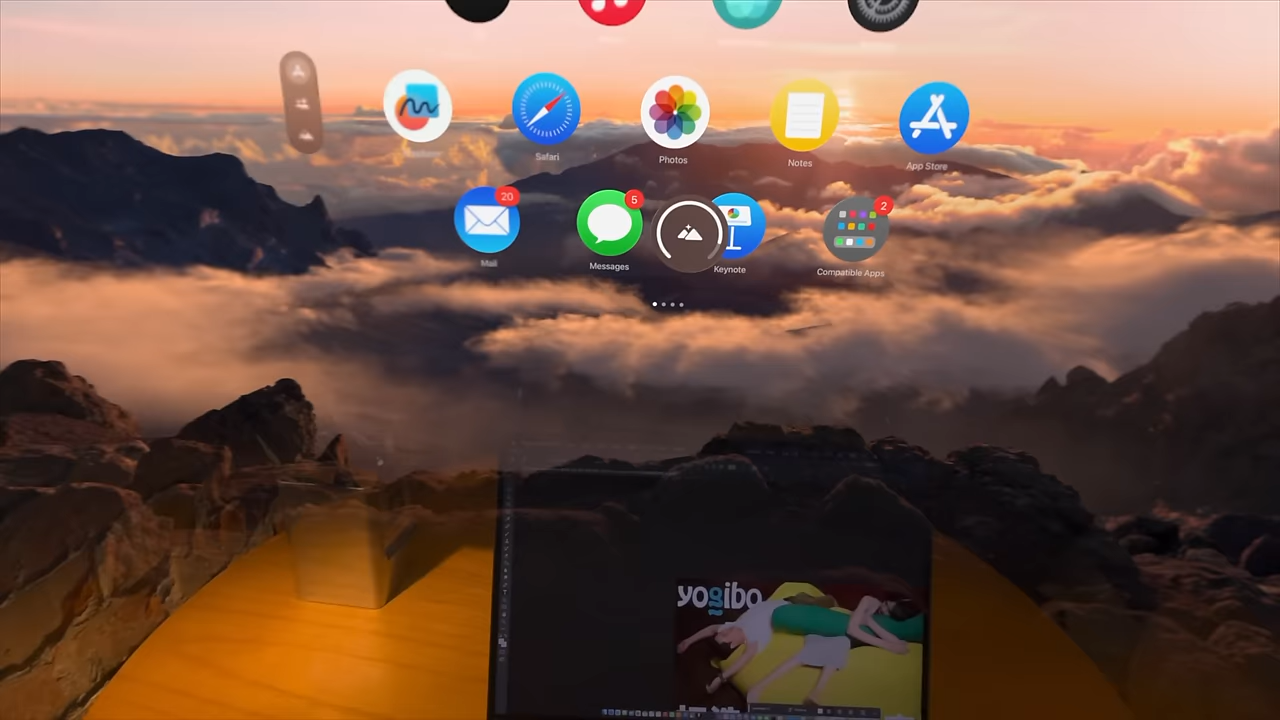 Safari
Photos
Notes
App Store
20
5
2
Mail
Messages
Keynote
Compatible Apps
yogibo